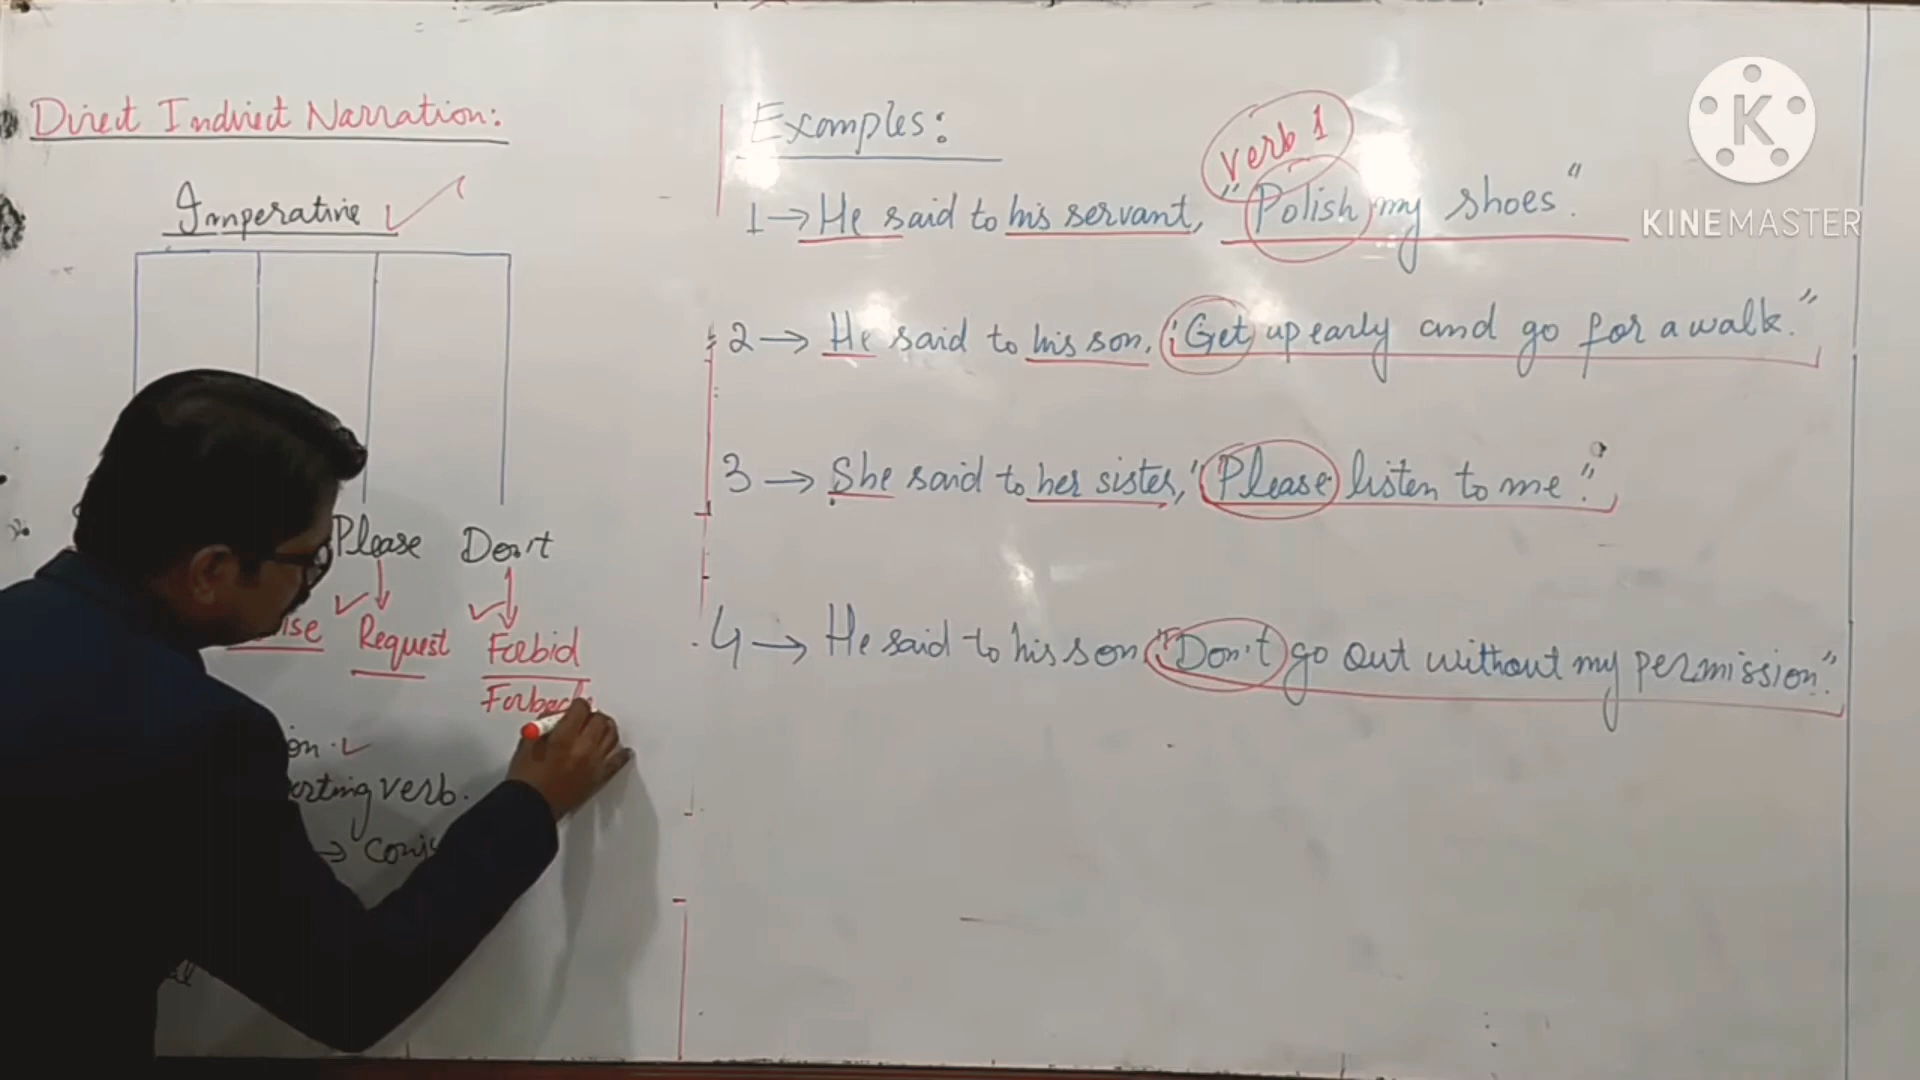 Direct Indirect Narration:
Imperative
Please Don't
Request Forbid
verb.
Examples:
verb 1
1→ He said to his servant, "Polish my shoes."
2→ He said to his son, "Get up early and go for a walk."
3→ She said to her sister, "Please listen to me."
4→ He said to his son "Don't go out without my permission".
K
KINEMASTER